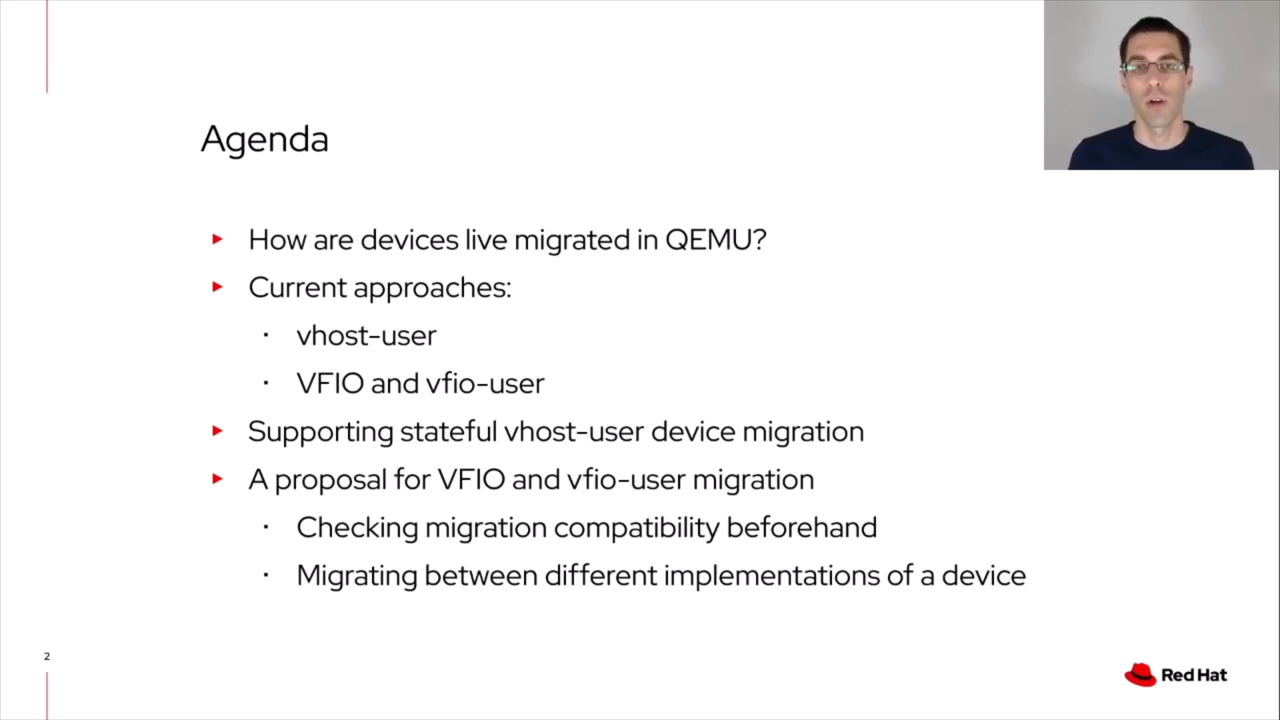 Agenda
How are devices live migrated in QEMU?
Current approaches:
vhost-user
VFIO and vfio-user
Supporting stateful vhost-user device migration
A proposal for VFIO and vfio-user migration
Checking migration compatibility beforehand
Migrating between different implementations of a device
2
Red Hat